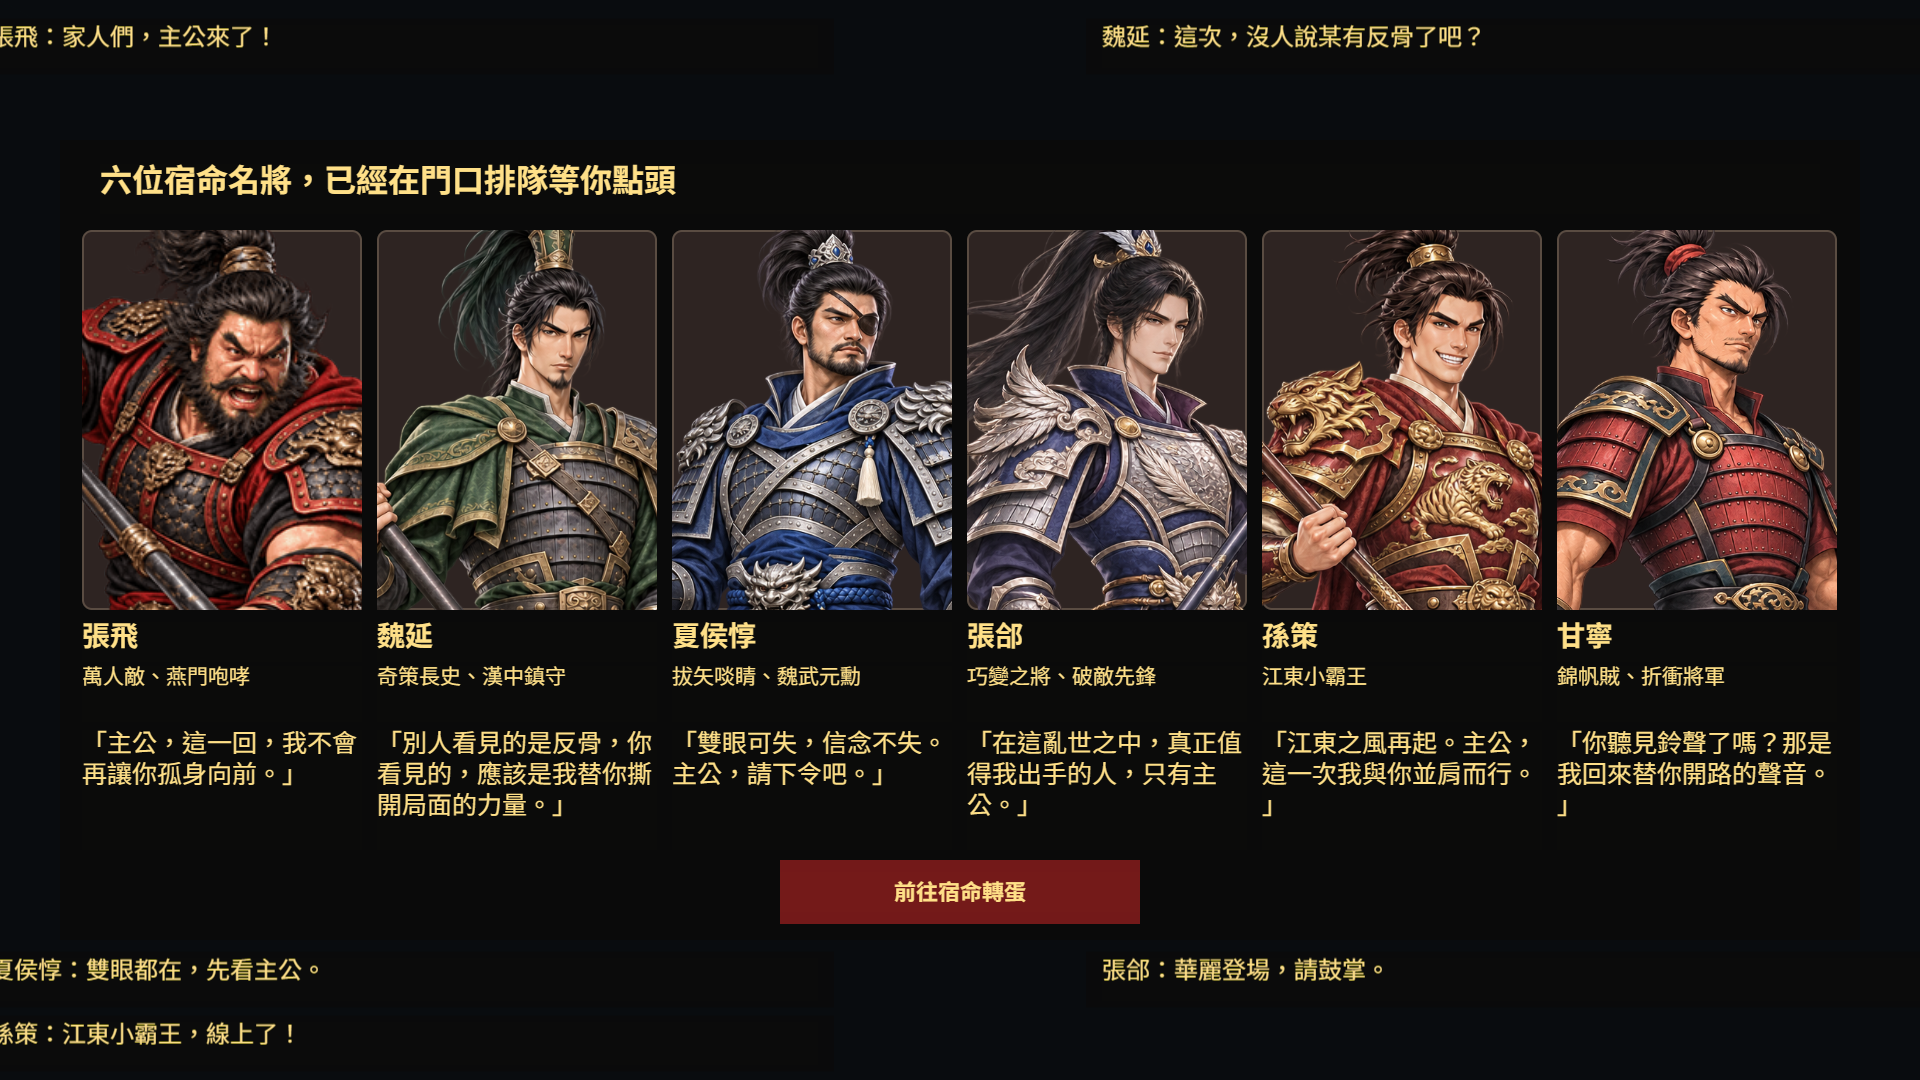 張飛：家人們，主公來了！
魏延：這次，沒人說某有反骨了吧？
六位宿命名將，已經在門口排隊等你點頭
張飛
萬人敵、燕門咆哮
「主公，這一回，我不會
再讓你孤身向前。」
魏延
奇策長史、漢中鎮守
「別人看見的是反骨，你
看見的，應該是我替你撕
開局面的力量。」
夏侯惇
拔矢啖睛、魏武元勳
「雙眼可失，信念不失。
主公，請下令吧。」
張郃
巧變之將、破敵先鋒
「在這亂世之中，真正值
得我出手的人，只有主
公。」
孫策
江東小霸王
「江東之風再起。主公，
這一次我與你並肩而行。
」
甘寧
錦帆賊、折衝將軍
「你聽見鈴聲了嗎？那是
我回來替你開路的聲音。
」
前往宿命轉蛋
夏侯惇：雙眼都在，先看主公。
張郃：華麗登場，請鼓掌。
孫策：江東小霸王，線上了！